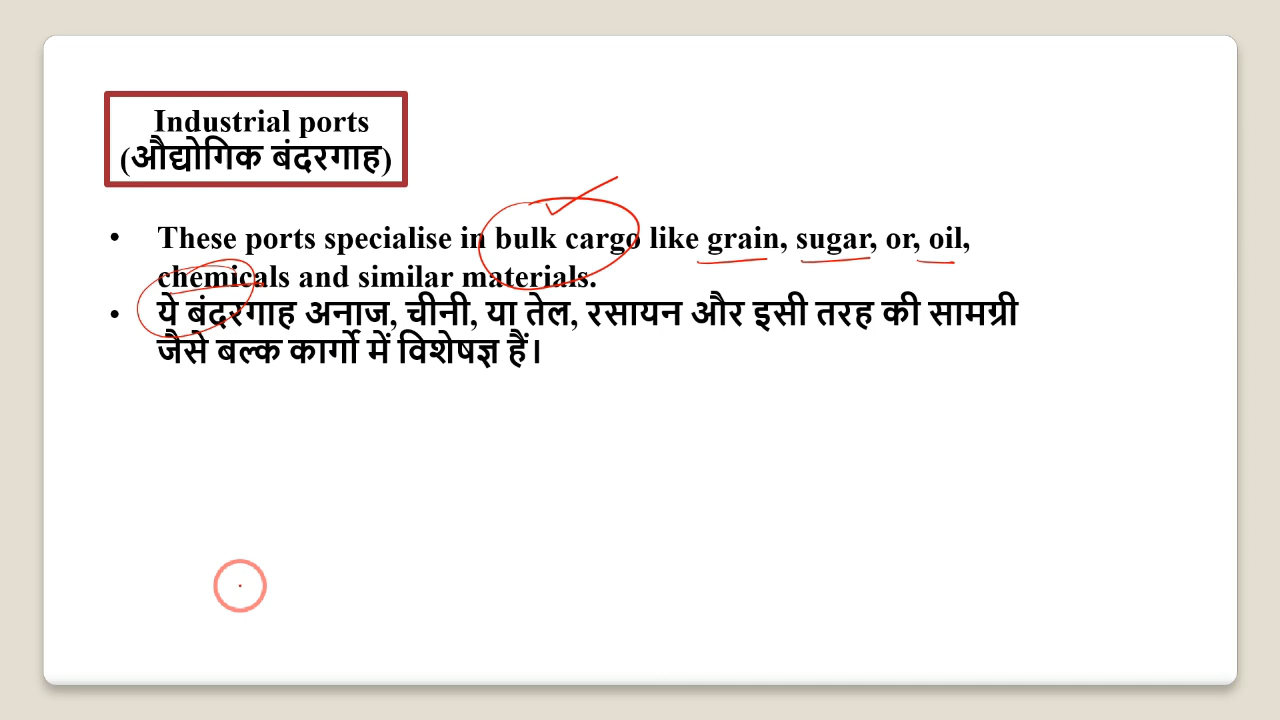 Industrial ports
(औद्योगिक बंदरगाह)
• These ports specialise in bulk cargo like grain, sugar, or, oil,
chemicals and similar materials.
• ये बंदरगाह अनाज, चीनी, या तेल, रसायन और इसी तरह की सामग्री
जैसे बल्क कार्गो में विशेषज्ञ हैं।